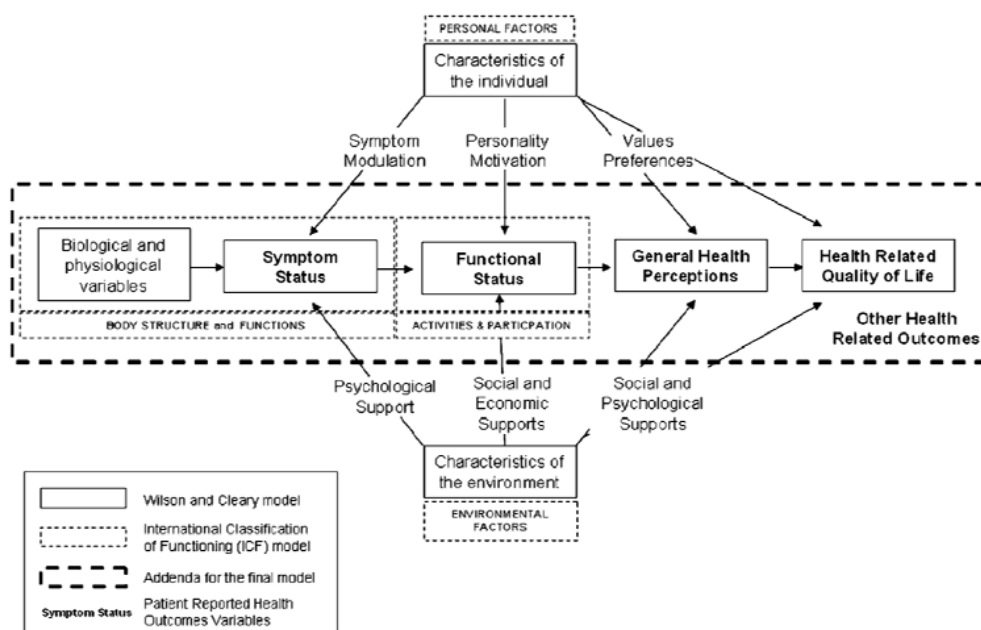 PERSONAL FACTORS
Characteristics of
the individual
Symptom
Modulation
Personality
Motivation
Values
Preferences
Biological and
physiological
variables
Symptom
Status
Functional
Status
General Health
Perceptions
Health Related
Quality of Life
BODY STRUCTURE and FUNCTIONS
ACTIVITIES & PARTICPATION
Other Health
Related Outcomes
Psychological
Support
Social and
Economic
Supports
Social and
Psychological
Supports
Characteristics of
the environment
ENVIRONMENTAL
FACTORS
Wilson and Cleary model
International Classification
of Functioning (ICF) model
Addenda for the final model
Symptom Status
Patient Reported Health
Outcomes Variables